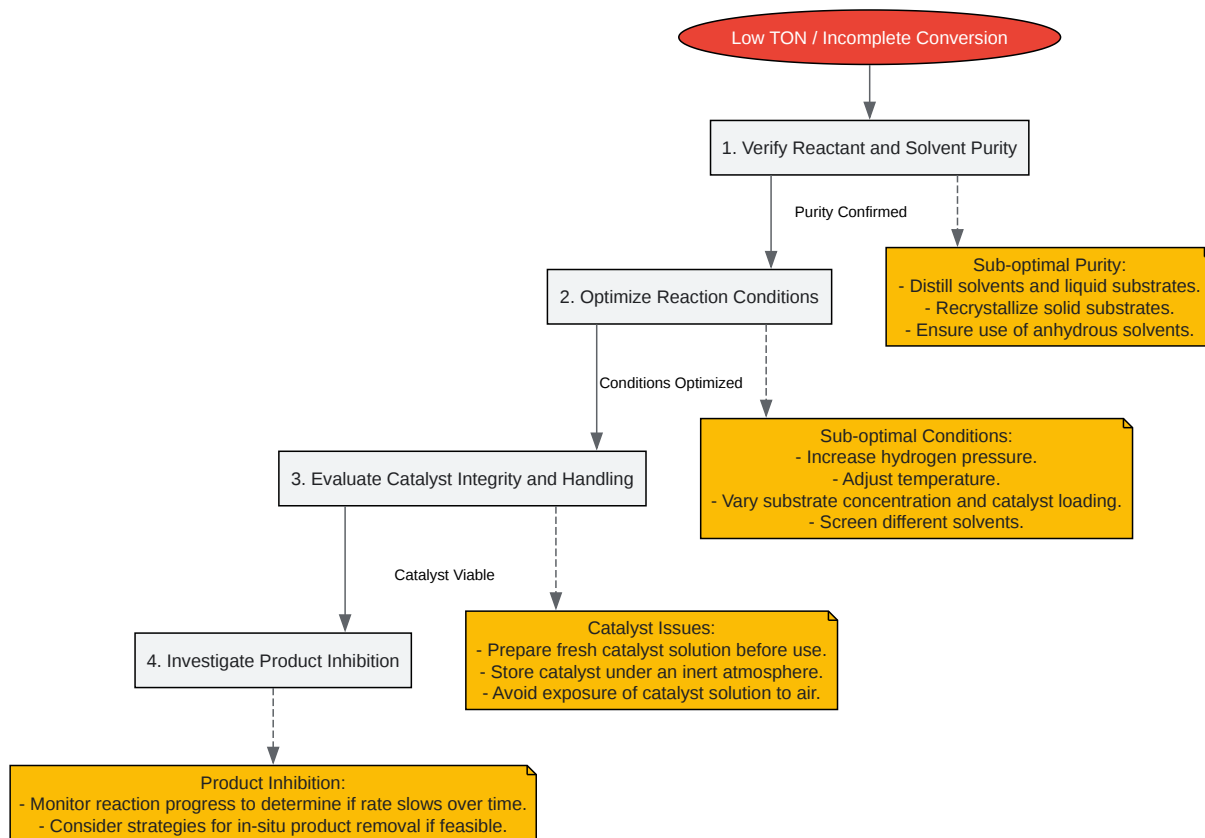 Low TON / Incomplete Conversion
1. Verify Reactant and Solvent Purity
Purity Confirmed
Sub-optimal Purity:
- Distill solvents and liquid substrates.
- Recrystallize solid substrates.
- Ensure use of anhydrous solvents.
2. Optimize Reaction Conditions
Conditions Optimized
Sub-optimal Conditions:
- Increase hydrogen pressure.
- Adjust temperature.
- Vary substrate concentration and catalyst loading.
- Screen different solvents.
3. Evaluate Catalyst Integrity and Handling
Catalyst Viable
Catalyst Issues:
- Prepare fresh catalyst solution before use.
- Store catalyst under an inert atmosphere.
- Avoid exposure of catalyst solution to air.
4. Investigate Product Inhibition
Product Inhibition:
- Monitor reaction progress to determine if rate slows over time.
- Consider strategies for in-situ product removal if feasible.